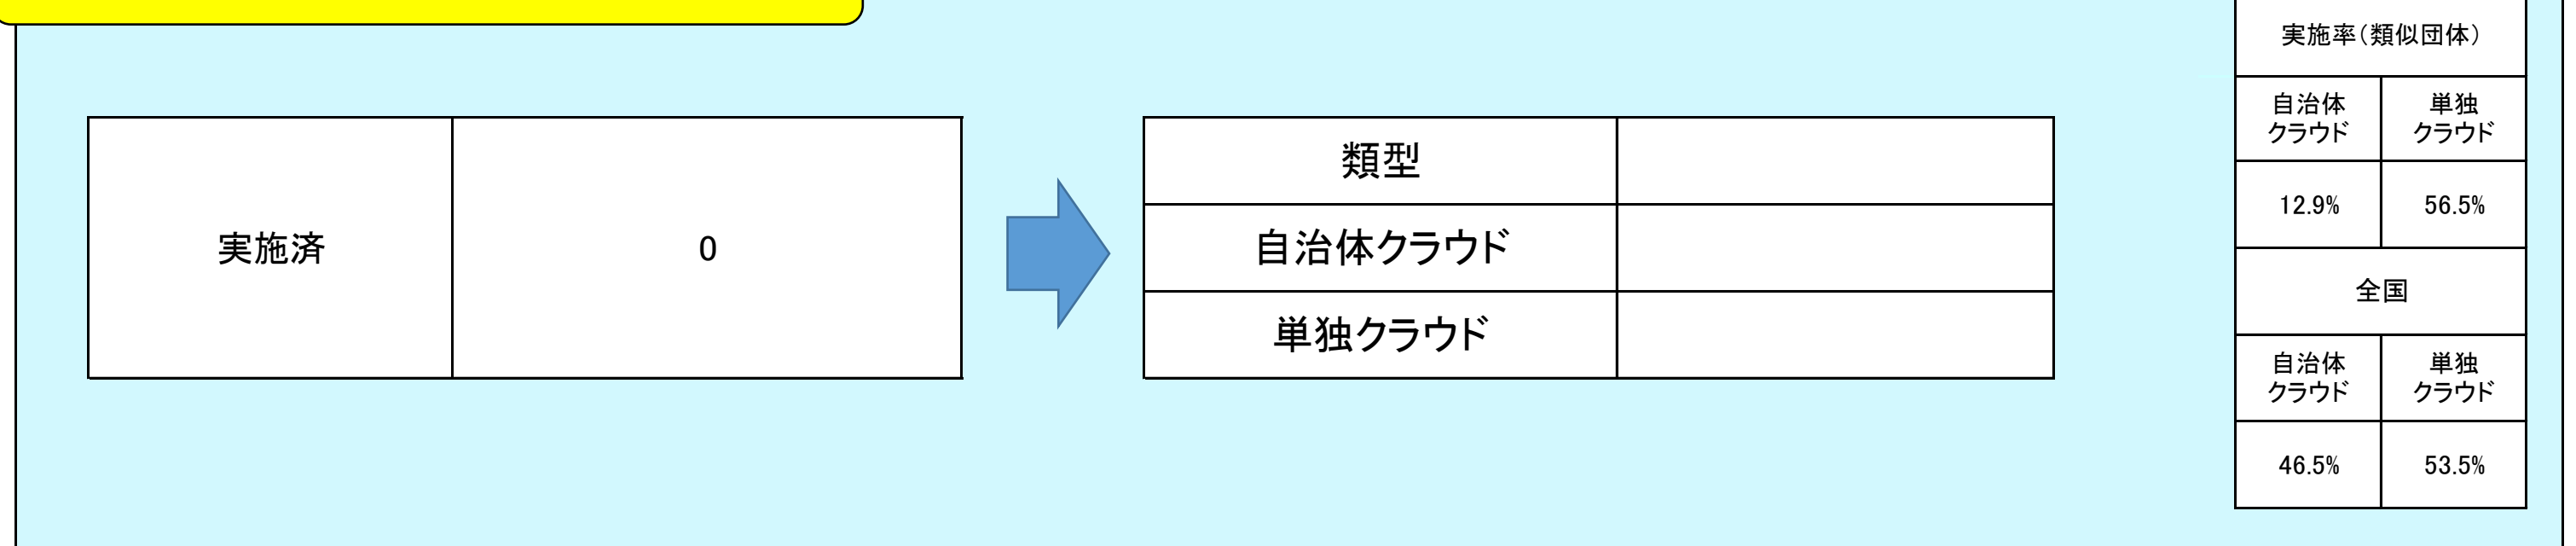 実施済
0
類型
自治体クラウド
単独クラウド
実施率(類似団体)
自治体
クラウド
単独
クラウド
12.9%
56.5%
全国
自治体
クラウド
単独
クラウド
46.5%
53.5%